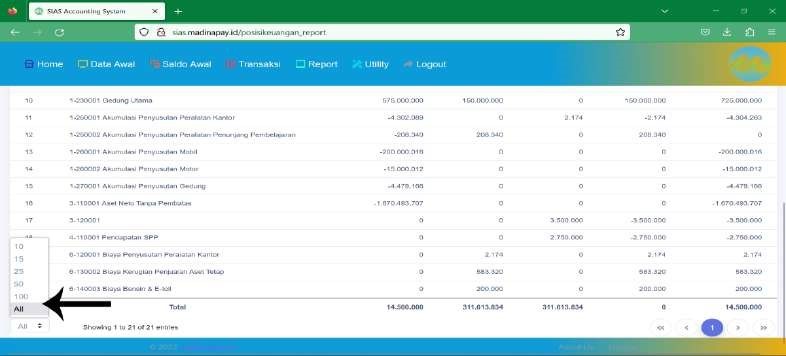 SIAS Accounting System
sias.madinapay.id/posisikeuangan_report
Home Data Awal Saldo Awal Transaksi Report Utility Logout
10 1-230001 Gedung Utama 575.000.000 150.000.000 0 150.000.000 725.000.000
11 1-250001 Akumulasi Penyusutan Peralatan Kantor -4.302.089 0 2.174 -2.174 -4.304.263
12 1-250002 Akumulasi Penyusutan Peralatan Penunjang Pembelajaran -208.340 208.340 0 208.340 0
13 1-260001 Akumulasi Penyusutan Mobil -200.000.016 0 0 0 -200.000.016
14 1-260002 Akumulasi Penyusutan Motor -15.000.012 0 0 0 -15.000.012
15 1-270001 Akumulasi Penyusutan Gedung -4.479.166 0 0 0 -4.479.166
16 3-110001 Aset Neto Tanpa Pembatas -1.670.493.707 0 0 0 -1.670.493.707
17 3-120001 0 0 3.500.000 -3.500.000 -3.500.000
4-110001 Pendapatan SPP 0 0 2.750.000 -2.750.000 -2.750.000
6-120001 Biaya Penyusutan Peralatan Kantor 0 2.174 0 2.174 2.174
6-130002 Biaya Kerugian Penjualan Aset Tetap 0 583.320 0 583.320 583.320
6-140003 Biaya Bensin & E-toll 0 200.000 0 200.000 200.000
10
15
25
50
100
All
Total 14.500.000 311.613.834 311.613.834 0 14.500.000
All Showing 1 to 21 of 21 entries 1